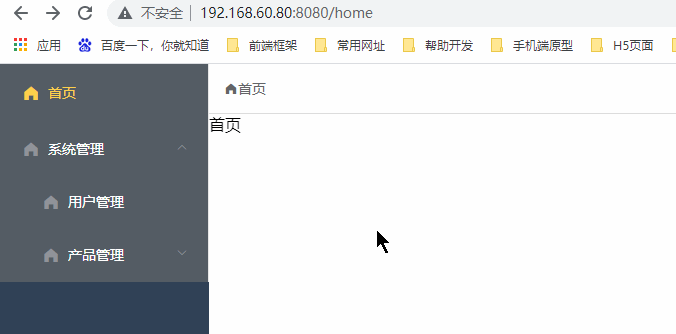 不安全 | 192.168.60.80:8080/home
应用 百度一下，你就知道 前端框架 常用网址 帮助开发 手机端原型 H5页面
首页
首页
首页
系统管理
用户管理
产品管理